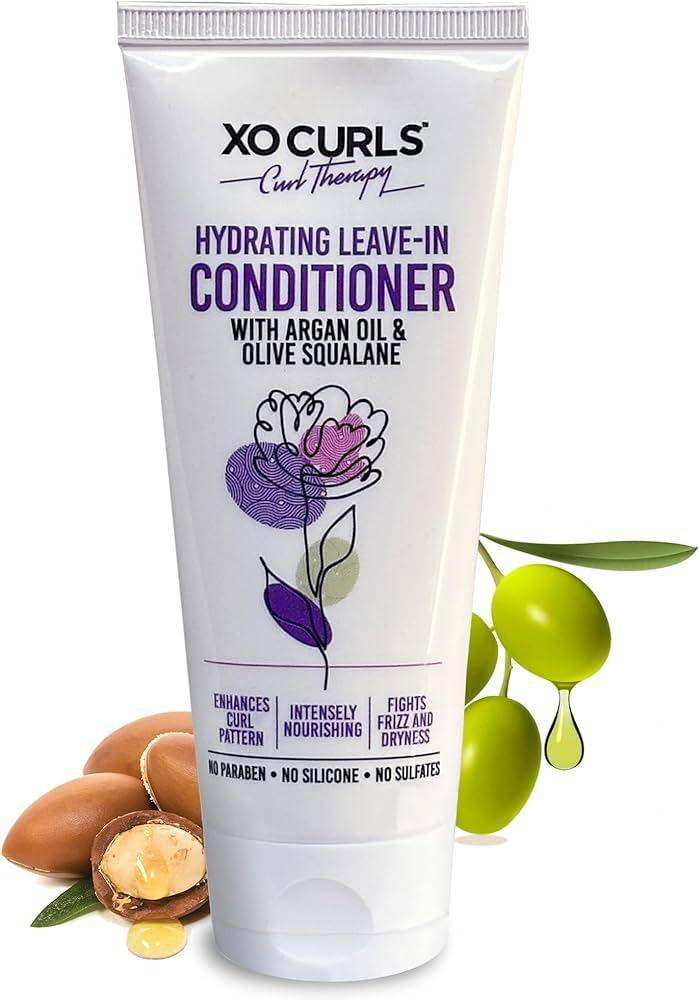 XO CURLS™
Curl Therapy
HYDRATING LEAVE-IN
CONDITIONER
WITH ARGAN OIL &
OLIVE SQUALANE
ENHANCES
CURL
PATTERN
INTENSELY
NOURISHING
FIGHTS
FRIZZ AND
DRYNESS
NO PARABEN • NO SILICONE • NO SULFATES